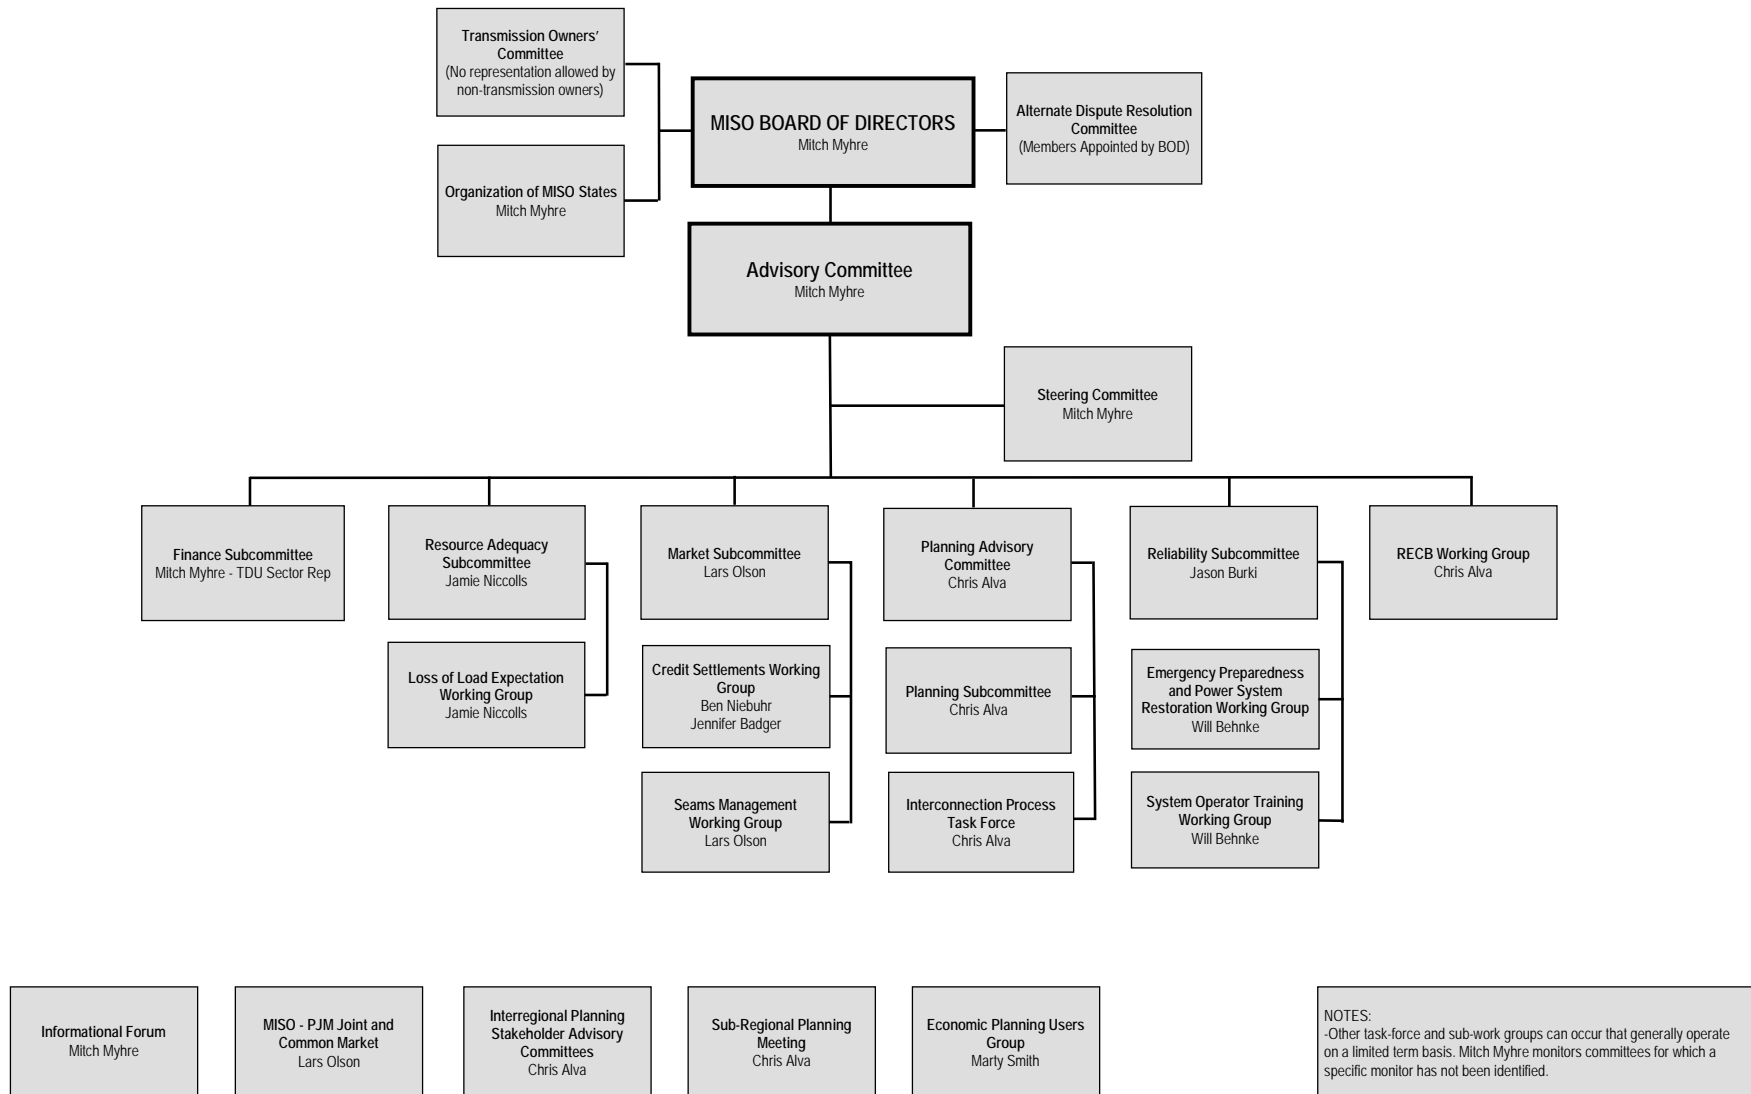 Transmission Owners'
Committee
(No representation allowed by
non-transmission owners)
MISO BOARD OF DIRECTORS
Mitch Myhre
Alternate Dispute Resolution
Committee
(Members Appointed by BOD)
Organization of MISO States
Mitch Myhre
Advisory Committee
Mitch Myhre
Steering Committee
Mitch Myhre
Finance Subcommittee
Mitch Myhre - TDU Sector Rep
Resource Adequacy
Subcommittee
Jamie Niccolls
Market Subcommittee
Lars Olson
Planning Advisory
Committee
Chris Alva
Reliability Subcommittee
Jason Burki
RECB Working Group
Chris Alva
Loss of Load Expectation
Working Group
Jamie Niccolls
Credit Settlements Working
Group
Ben Niebuhr
Jennifer Badger
Planning Subcommittee
Chris Alva
Emergency Preparedness
and Power System
Restoration Working Group
Will Behnke
Seams Management
Working Group
Lars Olson
Interconnection Process
Task Force
Chris Alva
System Operator Training
Working Group
Will Behnke
Informational Forum
Mitch Myhre
MISO - PJM Joint and
Common Market
Lars Olson
Interregional Planning
Stakeholder Advisory
Committees
Chris Alva
Sub-Regional Planning
Meeting
Chris Alva
Economic Planning Users
Group
Marty Smith
NOTES:
-Other task-force and sub-work groups can occur that generally operate
on a limited term basis. Mitch Myhre monitors committees for which a
specific monitor has not been identified.